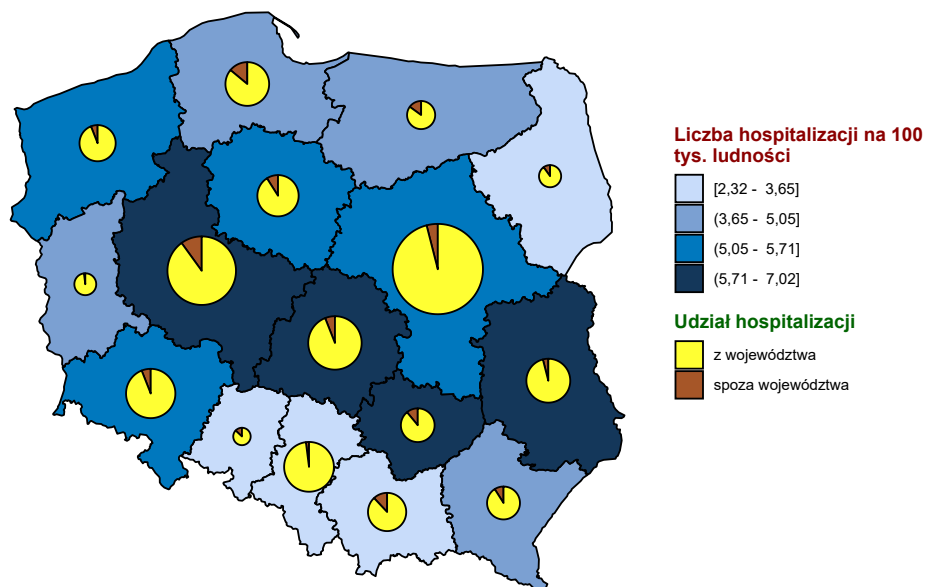 Liczba hospitalizacji na 100
tys. ludności
[2,32 - 3,65]
(3,65 - 5,05]
(5,05 - 5,71]
(5,71 - 7,02]
Udział hospitalizacji
z województwa
spoza województwa